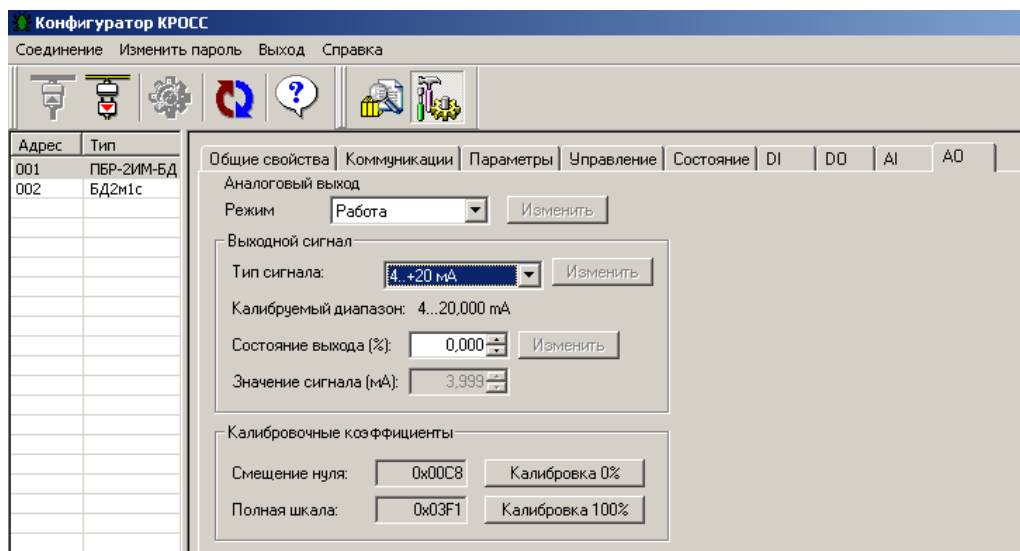 Конфигуратор КРОСС
Соединение Изменить пароль Выход Справка
Адрес Тип
001 ПБР-2ИМ-БД
002 БД2м1с
Общие свойства Коммуникации Параметры Управление Состояние DI DO AI AO
Аналоговый выход
Режим Работа Изменить
Выходной сигнал
Тип сигнала: 4..+20 мА Изменить
Калибруемый диапазон: 4...20,000 mA
Состояние выхода (%): 0,000 Изменить
Значение сигнала (мА): 3,999
Калибровочные коэффициенты
Смещение нуля: 0x00C8 Калибровка 0%
Полная шкала: 0x03F1 Калибровка 100%